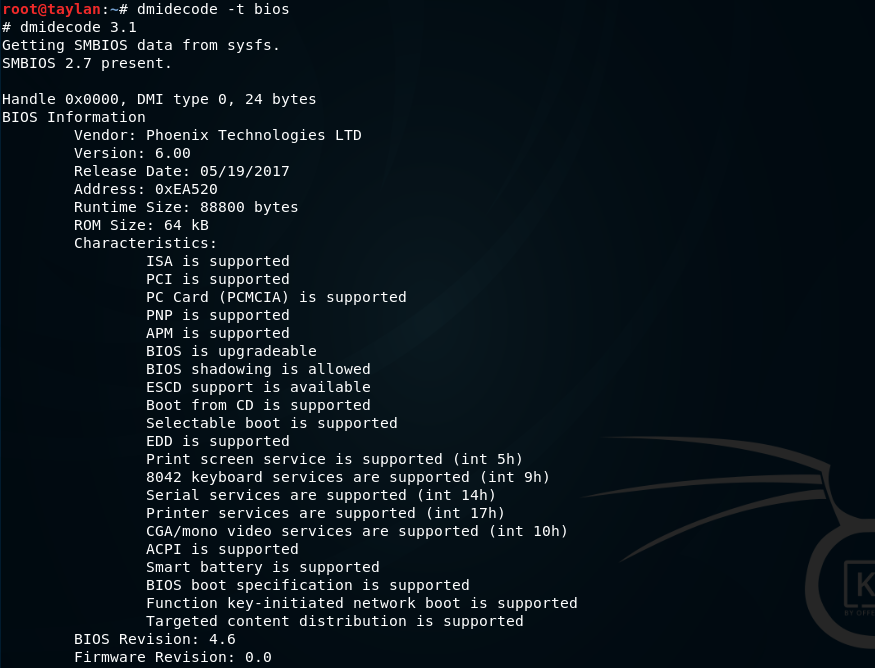 root@taylan:~# dmidecode -t bios
# dmidecode 3.1
Getting SMBIOS data from sysfs.
SMBIOS 2.7 present.

Handle 0x0000, DMI type 0, 24 bytes
BIOS Information
        Vendor: Phoenix Technologies LTD
        Version: 6.00
        Release Date: 05/19/2017
        Address: 0xEA520
        Runtime Size: 88800 bytes
        ROM Size: 64 kB
        Characteristics:
                ISA is supported
                PCI is supported
                PC Card (PCMCIA) is supported
                PNP is supported
                APM is supported
                BIOS is upgradeable
                BIOS shadowing is allowed
                ESCD support is available
                Boot from CD is supported
                Selectable boot is supported
                EDD is supported
                Print screen service is supported (int 5h)
                8042 keyboard services are supported (int 9h)
                Serial services are supported (int 14h)
                Printer services are supported (int 17h)
                CGA/mono video services are supported (int 10h)
                ACPI is supported
                Smart battery is supported
                BIOS boot specification is supported
                Function key-initiated network boot is supported
                Targeted content distribution is supported
        BIOS Revision: 4.6
        Firmware Revision: 0.0
K